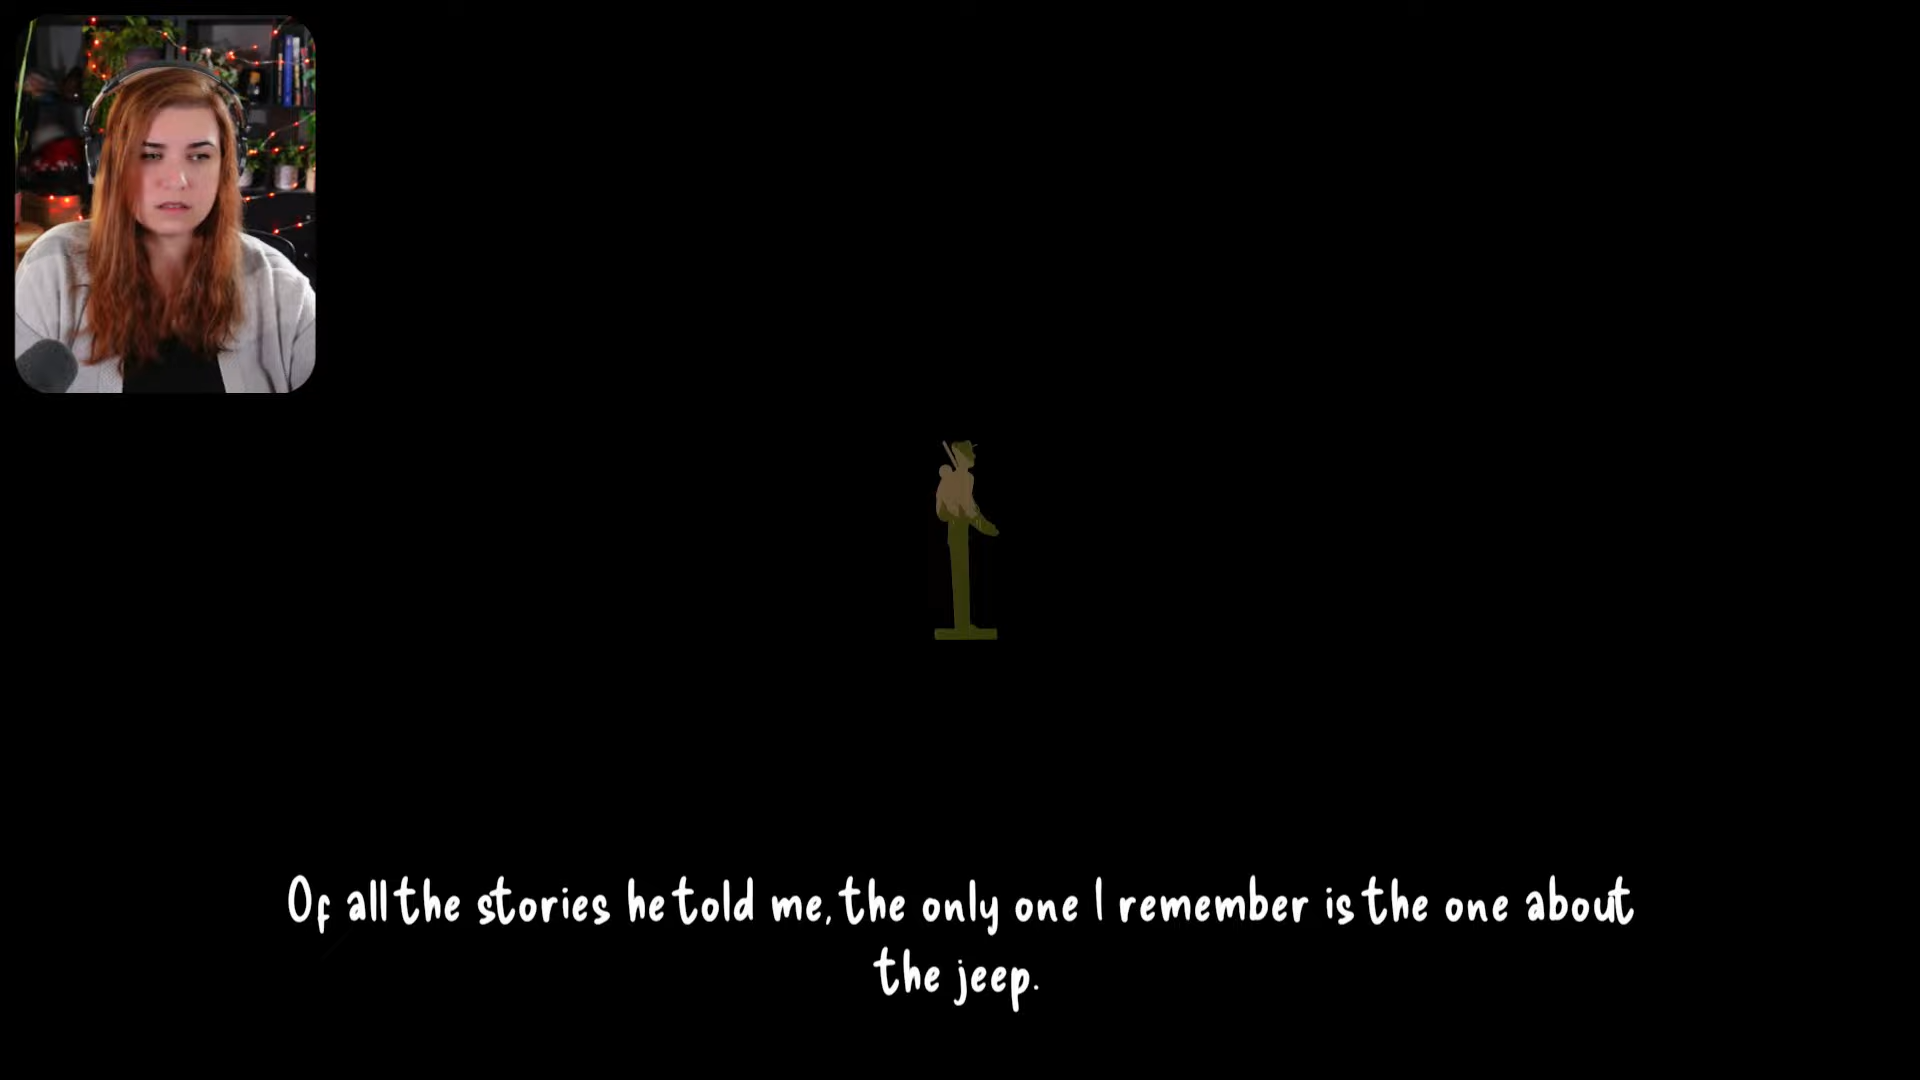 Of all the stories he told me, the only one I remember is the one about
the jeep.